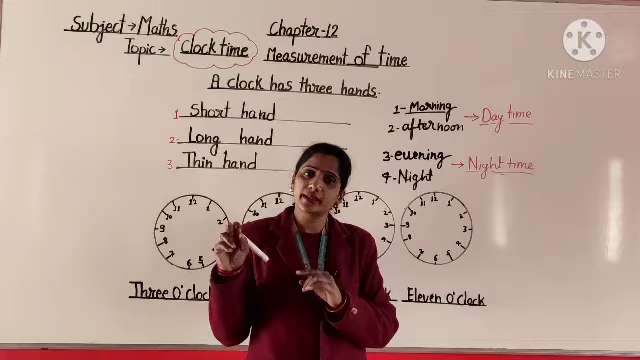 Subject → Maths
Chapter-12
Topic → Clock time
Measurement of time
A clock has three hands.
1 Short hand
2- Long hand
3 Thin hand
1- Morning
2- afternoon
→ Day time
3- evening
4- Night
→ Night time
Three O'cl
Eleven O'clock
K
KINEMASTER